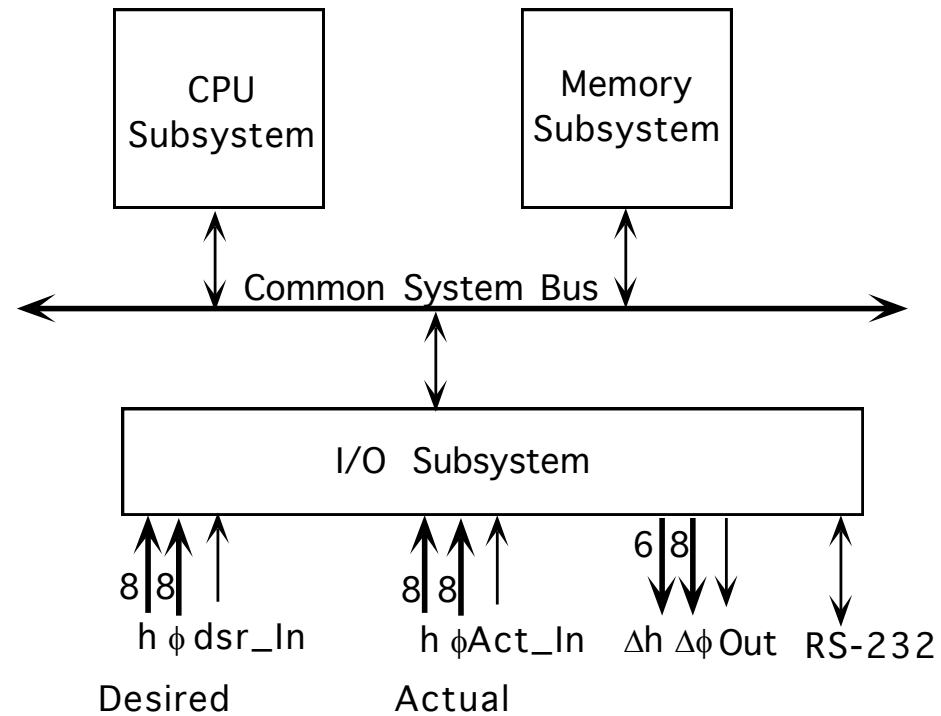 CPU
Subsystem
Memory
Subsystem
Common System Bus
I/O Subsystem
8 8
8 8
6 8
h ϕ dsr_In
h ϕ Act_In
Δh Δϕ Out
RS-232
Desired
Actual